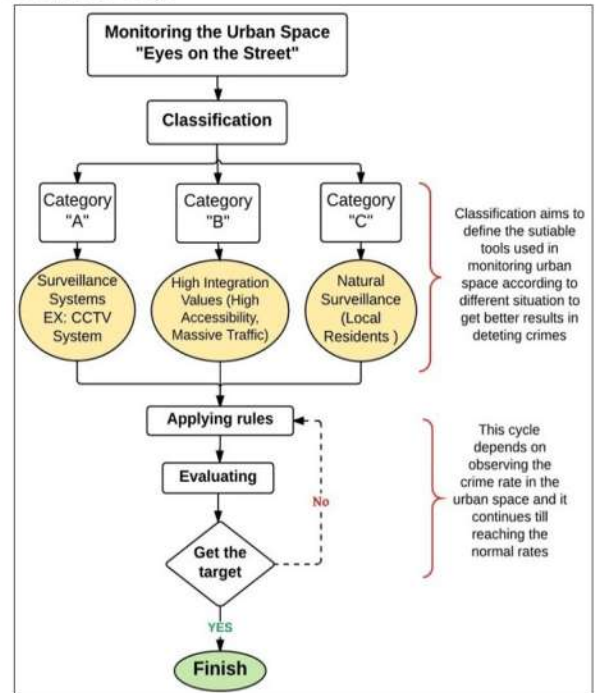 Monitoring the Urban Space
"Eyes on the Street"
Classification
Category
"A"
Category
"B"
Category
"C"
Surveillance
Systems
EX: CCTV
System
High Integration
Values (High
Accessibility,
Massive Traffic)
Natural
Surveillance
(Local
Residents )
Classification aims to
define the sutiable
tools used in
monitoring urban
space according to
different situation to
get better results in
deteting crimes
Applying rules
Evaluating
No
Get the
target
This cycle
depends on
observing the
crime rate in the
urban space and it
continues till
reaching the
normal rates
YES
Finish